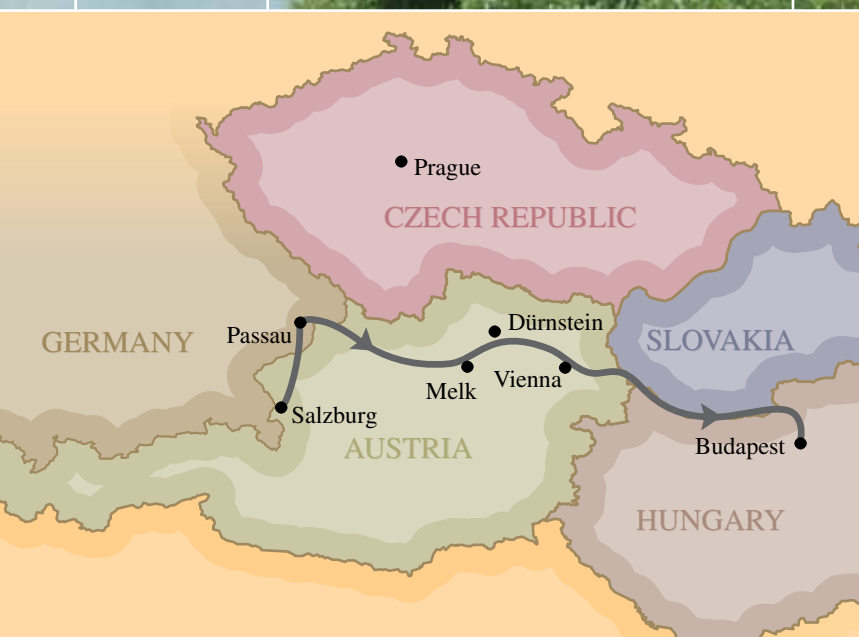 Prague
CZECH REPUBLIC
Dürnstein
Passau
GERMANY
SLOVAKIA
Vienna
Melk
Salzburg
AUSTRIA
Budapest
HUNGARY